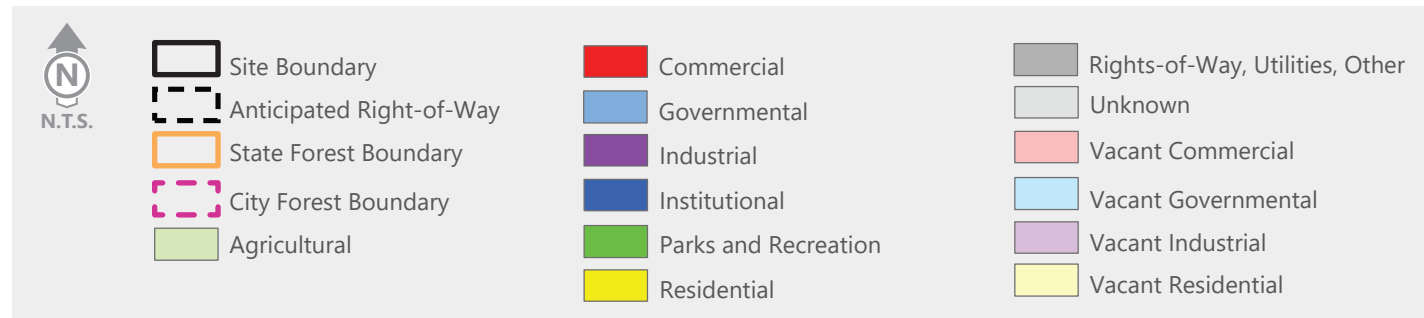 N
N.T.S.
Site Boundary
Anticipated Right-of-Way
State Forest Boundary
City Forest Boundary
Agricultural
Commercial
Governmental
Industrial
Institutional
Parks and Recreation
Residential
Rights-of-Way, Utilities, Other
Unknown
Vacant Commercial
Vacant Governmental
Vacant Industrial
Vacant Residential